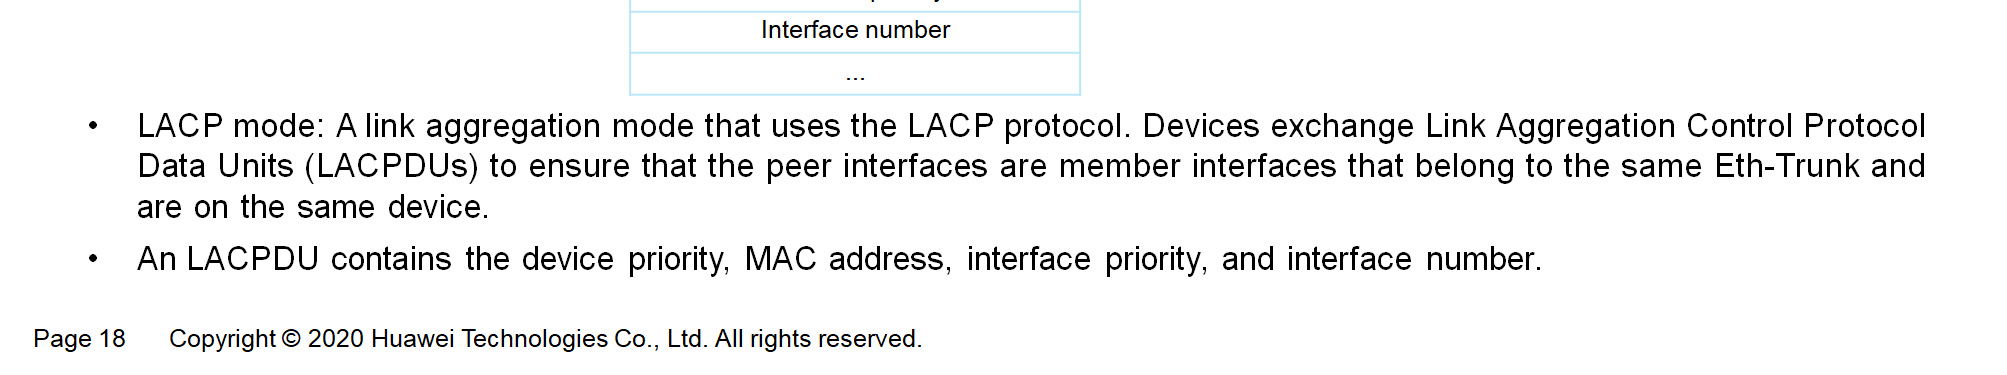 Interface number
...
• LACP mode: A link aggregation mode that uses the LACP protocol. Devices exchange Link Aggregation Control Protocol
Data Units (LACPDUs) to ensure that the peer interfaces are member interfaces that belong to the same Eth-Trunk and
are on the same device.
• An LACPDU contains the device priority, MAC address, interface priority, and interface number.
Page 18 Copyright © 2020 Huawei Technologies Co., Ltd. All rights reserved.